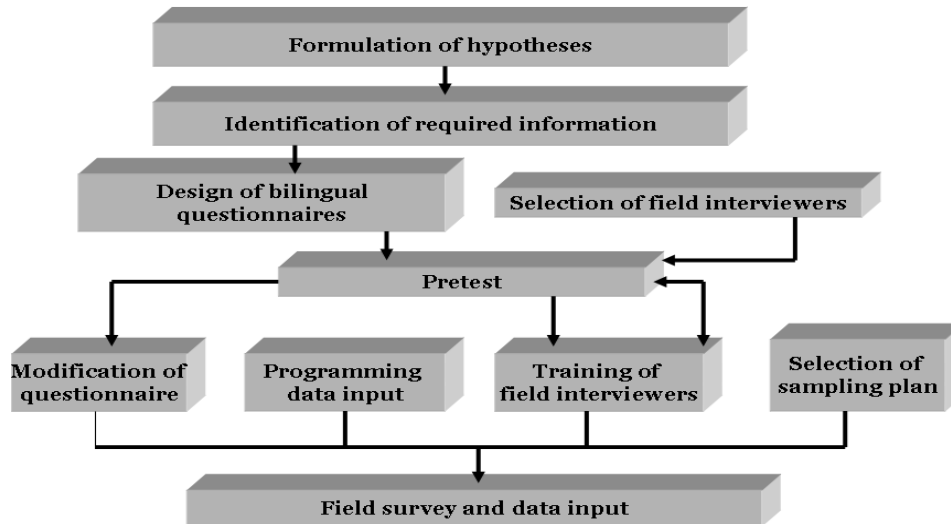 Formulation of hypotheses
Identification of required information
Design of bilingual
questionnaires
Selection of field interviewers
Pretest
Modification of
questionnaire
Programming
data input
Training of
field interviewers
Selection of
sampling plan
Field survey and data input